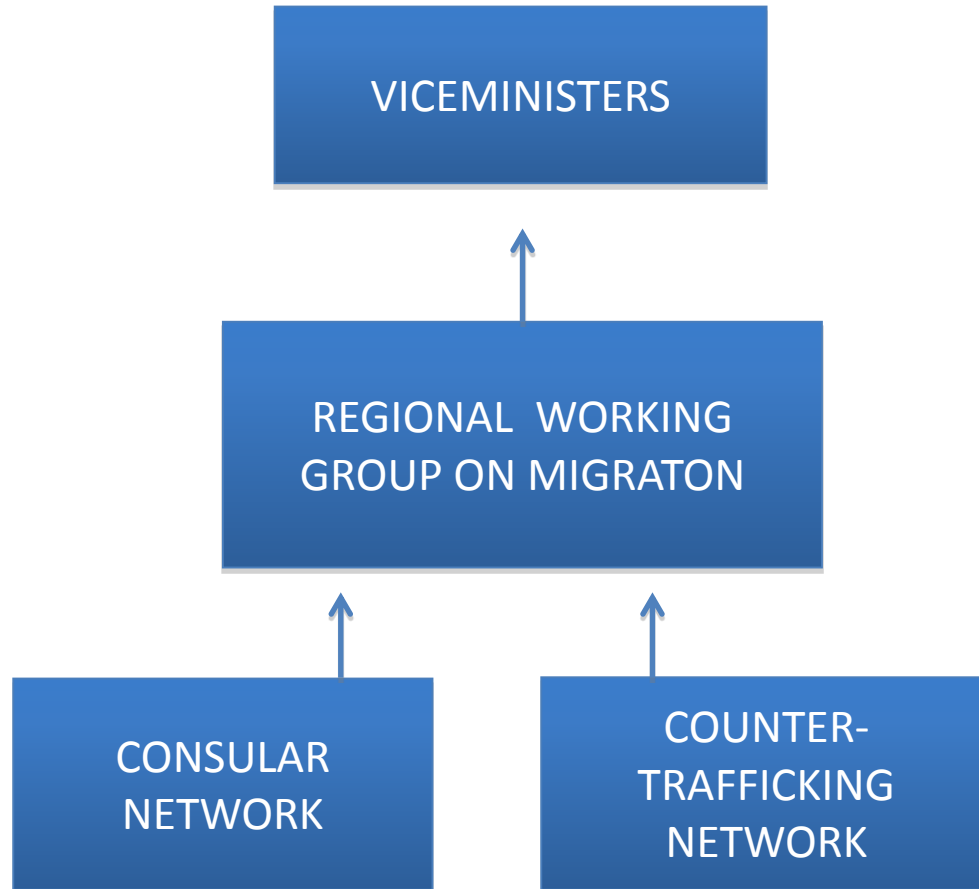 VICEMINISTERS
REGIONAL  WORKING
GROUP ON MIGRATON
CONSULAR
NETWORK
COUNTER-
TRAFFICKING
NETWORK